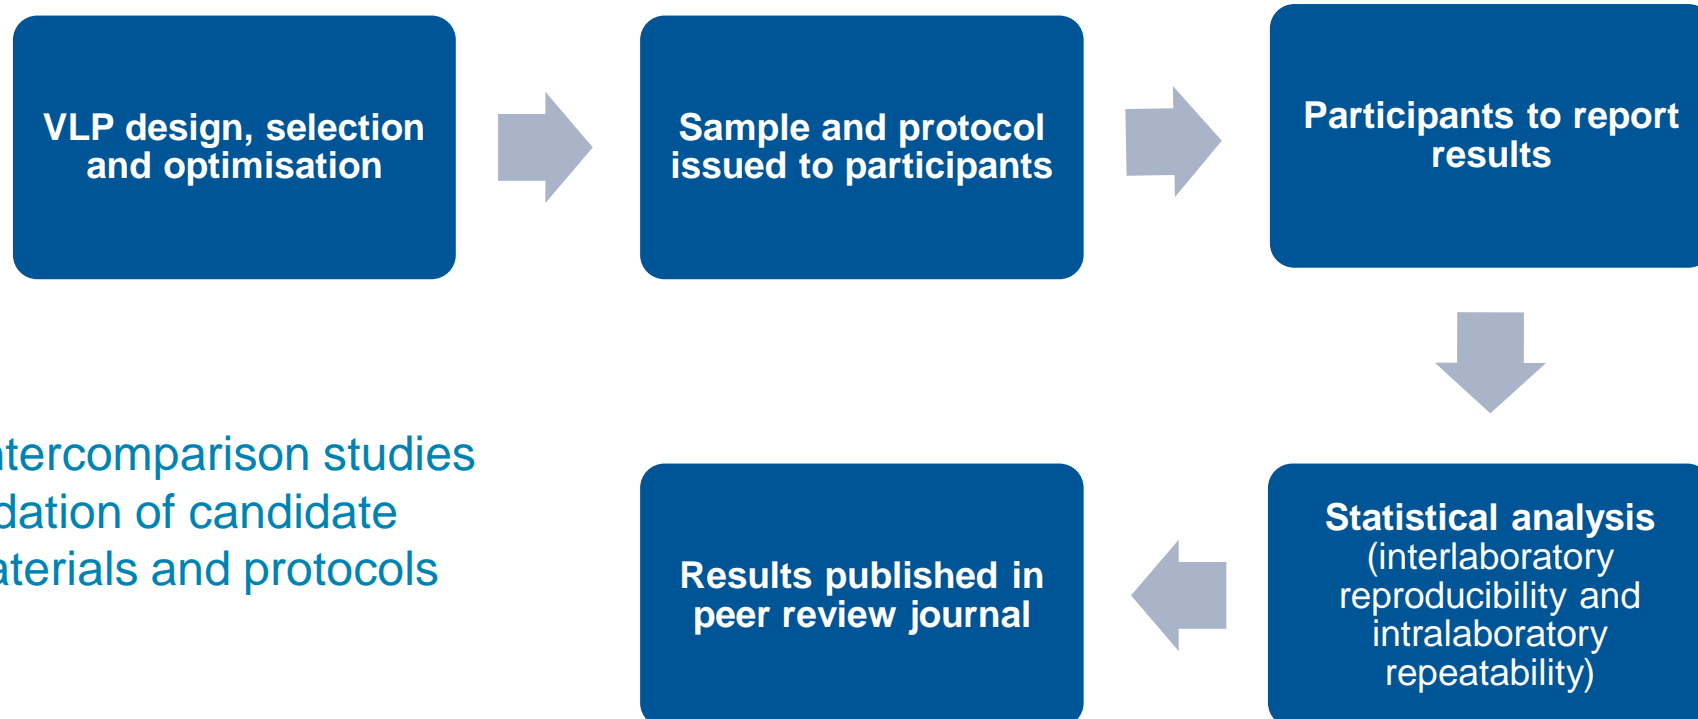 VLP design, selection
and optimisation
Sample and protocol
issued to participants
Participants to report
results
Statistical analysis
(interlaboratory
reproducibility and
intralaboratory
repeatability)
Results published in
peer review journal
ntercomparison studies
dation of candidate
aterials and protocols